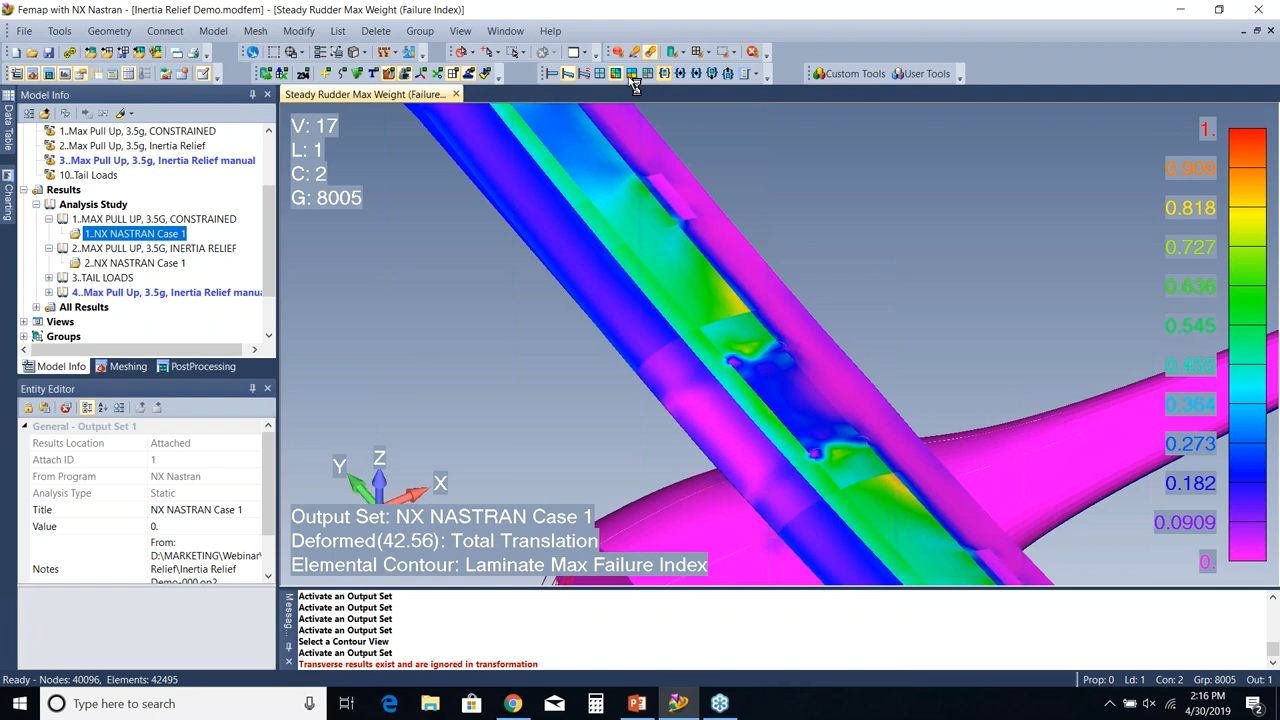 Femap with NX Nastran - [Inertia Relief Demo.modfem] - [Steady Rudder Max Weight (Failure Index)]
File Tools Geometry Connect Model Mesh Modify List Delete Group View Window Help
Custom Tools User Tools
Model Info
Steady Rudder Max Weight (Failure...
Data Table
Charting
1..Max Pull Up, 3.5g, CONSTRAINED
2..Max Pull Up, 3.5g, Inertia Relief
3..Max Pull Up, 3.5g, Inertia Relief manual
10..Tail Loads
Results
Analysis Study
1..MAX PULL UP, 3.5G, CONSTRAINED
1..NX NASTRAN Case 1
2..MAX PULL UP, 3.5G, INERTIA RELIEF
2..NX NASTRAN Case 1
3..TAIL LOADS
4..Max Pull Up, 3.5g, Inertia Relief manu
All Results
Views
Groups
Model Info Meshing PostProcessing
Entity Editor
General - Output Set 1
Results Location Attached
Attach ID 1
From Program NX Nastran
Analysis Type Static
Title NX NASTRAN Case 1
Value 0.
From:
D:\MARKETING\Webinar\
Notes Relief\Inertia Relief
Demo-000.op2
V: 17
L: 1
C: 2
G: 8005
Z
Y
X
Output Set: NX NASTRAN Case 1
Deformed(42.56): Total Translation
Elemental Contour: Laminate Max Failure Index
1.
0.909
0.818
0.727
0.636
0.545
0.455
0.364
0.273
0.182
0.0909
0.
Messag...
Activate an Output Set
Activate an Output Set
Activate an Output Set
Activate an Output Set
Select a Contour View
Activate an Output Set
Transverse results exist and are ignored in transformation
Ready - Nodes: 40096, Elements: 42495
Prop: 0 Ld: 1 Con: 2 Grp: 8005 Out: 1
Type here to search
2:16 PM
4/30/2019
2